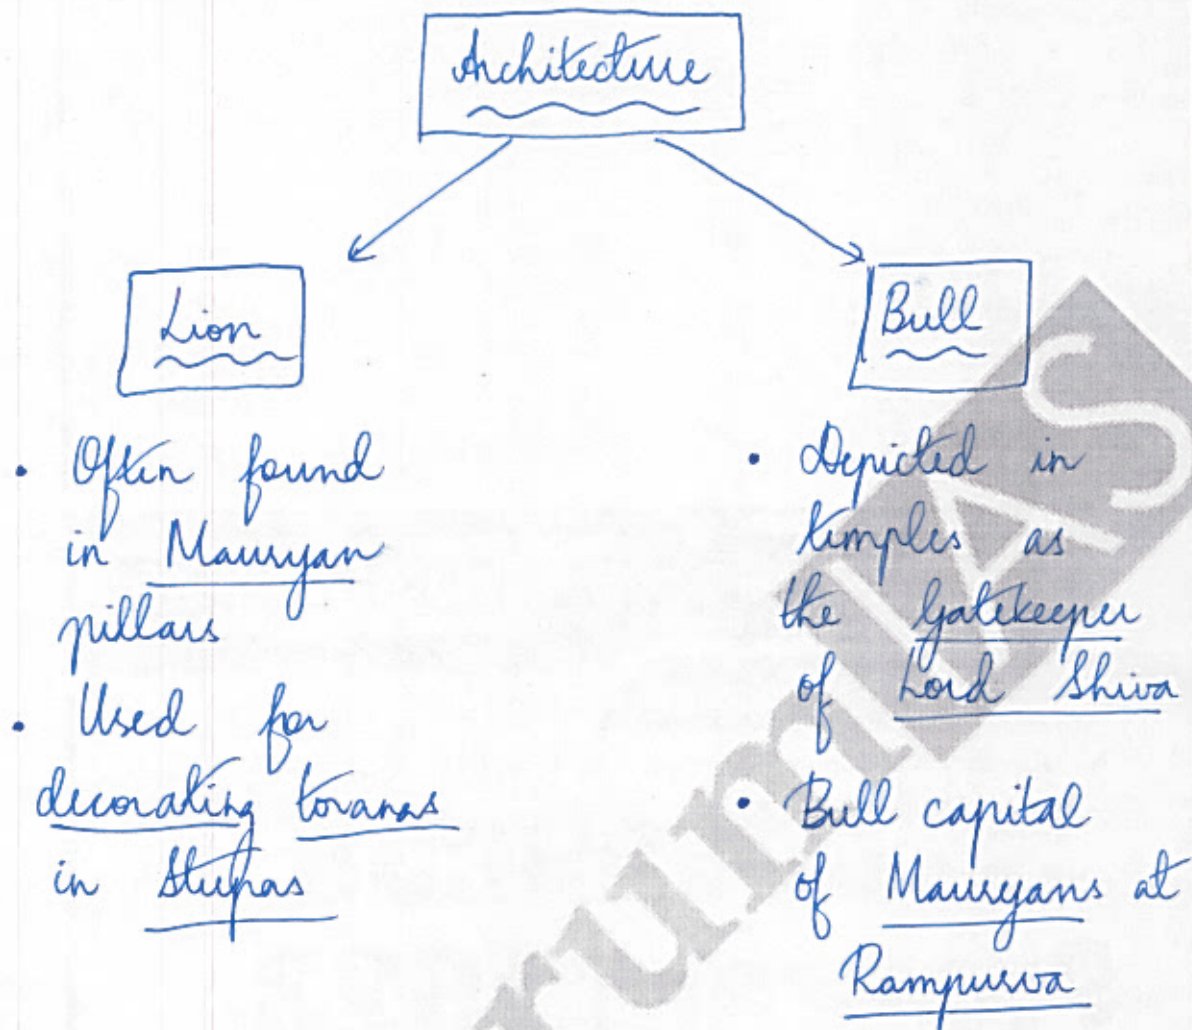 Architecture
Lion
Often found
in Mauryan
pillars
Used for
decorating toranas
in Stupas
Bull
Depicted in
temples as
the Gatekeeper
of Lord Shiva
Bull capital
of Mauryans at
Rampurva
rumIAS